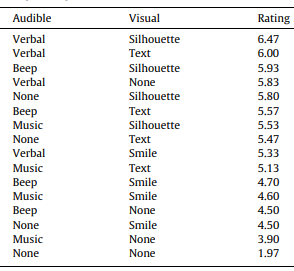 Audible Visual Rating
Verbal Silhouette 6.47
Verbal Text 6.00
Beep Silhouette 5.93
Verbal None 5.83
None Silhouette 5.80
Beep Text 5.57
Music Silhouette 5.53
None Text 5.47
Verbal Smile 5.33
Music Text 5.13
Beep Smile 4.70
Music Smile 4.60
Beep None 4.50
None Smile 4.50
Music None 3.90
None None 1.97